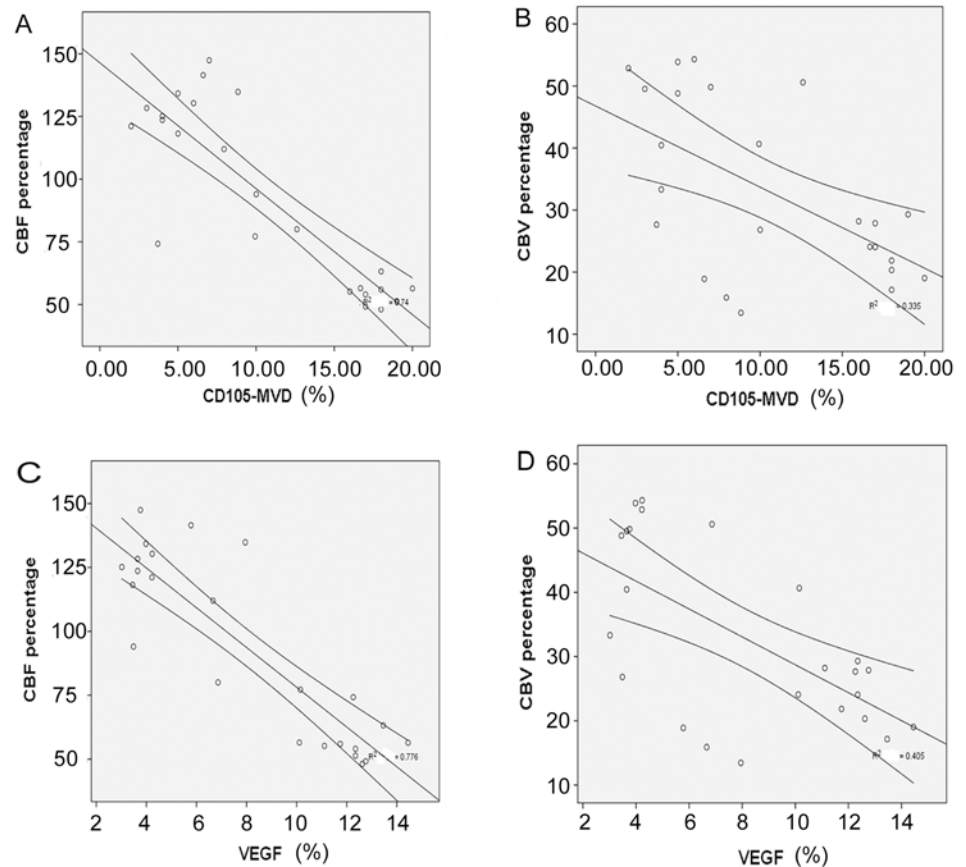 A
CBF percentage
150
125
100
75
50
R² = 0.74
0.00 5.00 10.00 15.00 20.00
CD105-MVD (%)
B
CBV percentage
60
50
40
30
20
10
R² = 0.335
0.00 5.00 10.00 15.00 20.00
CD105-MVD (%)
C
CBF percentage
150
125
100
75
50
R² = 0.776
2 4 6 8 10 12 14
VEGF (%)
D
CBV percentage
60
50
40
30
20
10
R² = 0.405
2 4 6 8 10 12 14
VEGF (%)